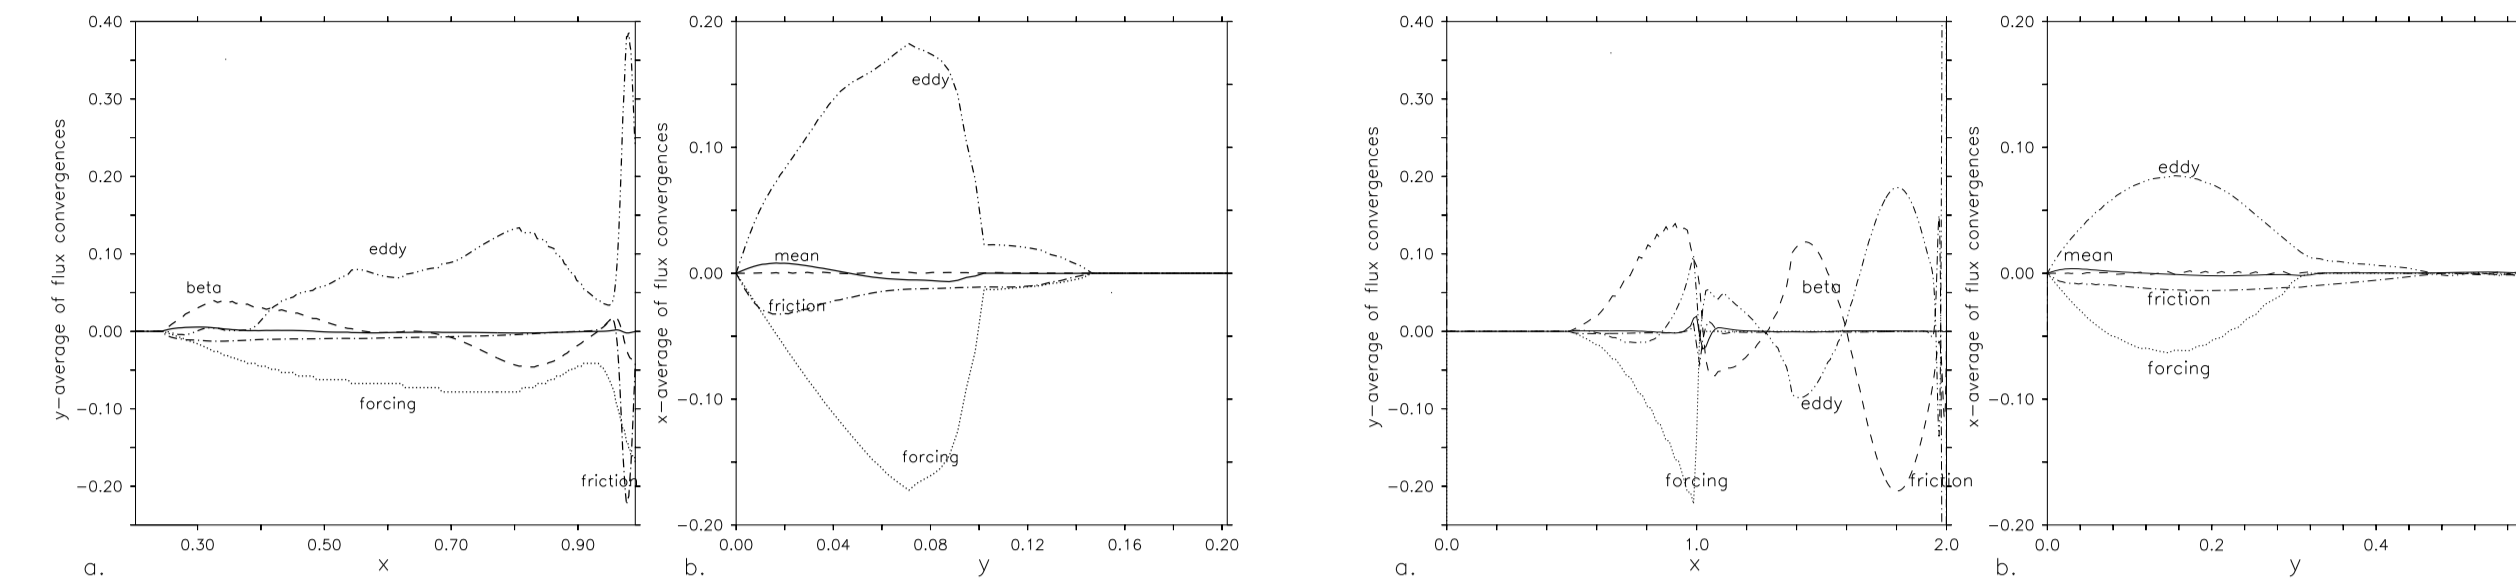 y-average of flux convergences
0.40
0.30
0.20
0.10
0.00
-0.10
-0.20
eddy
beta
forcing
friction
0.30
0.50
0.70
0.90
x
a.
x-average of flux convergences
0.20
0.10
0.00
-0.10
-0.20
eddy
mean
friction
forcing
0.00
0.04
0.08
0.12
0.16
0.20
y
b.
y-average of flux convergences
0.40
0.30
0.20
0.10
0.00
-0.10
-0.20
beta
eddy
forcing
friction
0.0
1.0
2.0
x
a.
x-average of flux convergences
0.20
0.10
0.00
-0.10
-0.20
eddy
mean
friction
forcing
0.0
0.2
0.4
y
b.